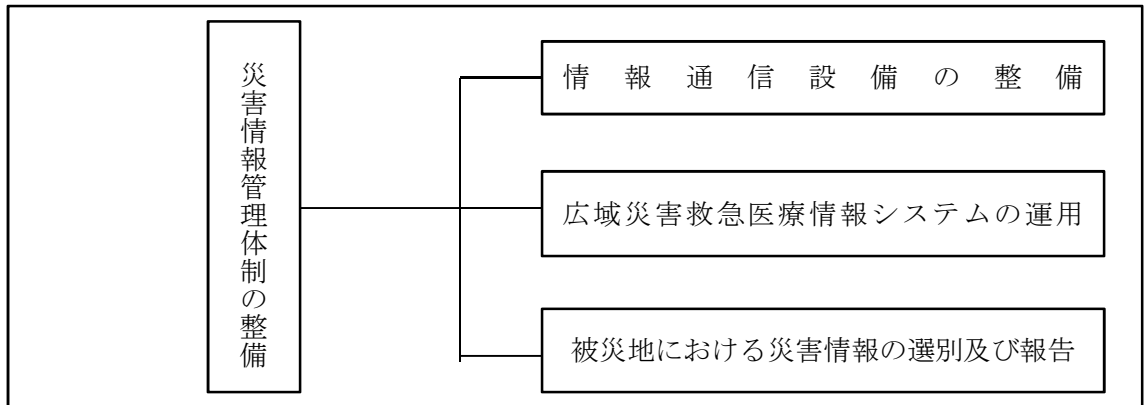 災害情報管理体制の整備
情報通信設備の整備
広域災害救急医療情報システムの運用
被災地における災害情報の選別及び報告